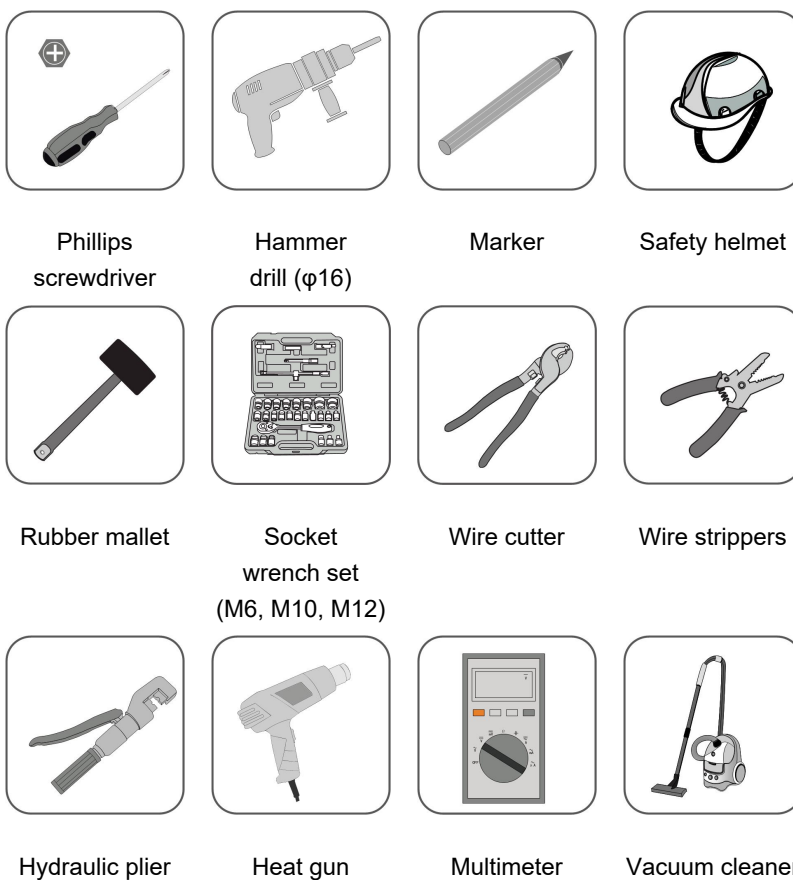 Phillips
screwdriver
Hammer
drill (φ16)
Marker
Safety helmet
Rubber mallet
Socket
wrench set
(M6, M10, M12)
Wire cutter
Wire strippers
Hydraulic plier
Heat gun
Multimeter
Vacuum cleaner